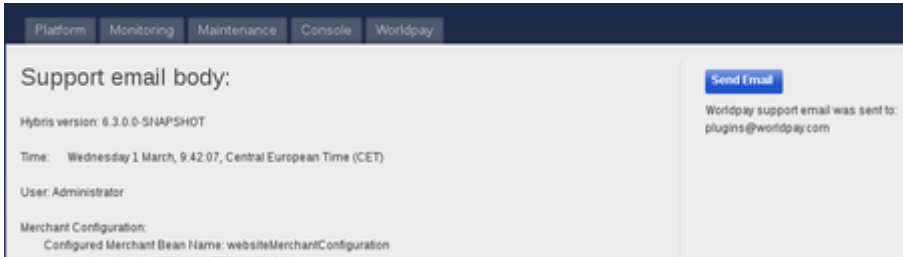 Platform Monitoring Maintenance Console Worldpay
Support email body:
Hybris version: 6.3.0.0-SNAPSHOT
Time: Wednesday 1 March, 9:42:07, Central European Time (CET)
User: Administrator
Merchant Configuration:
Configured Merchant Bean Name: websiteMerchantConfiguration
Send Email
Worldpay support email was sent to:
plugins@worldpay.com